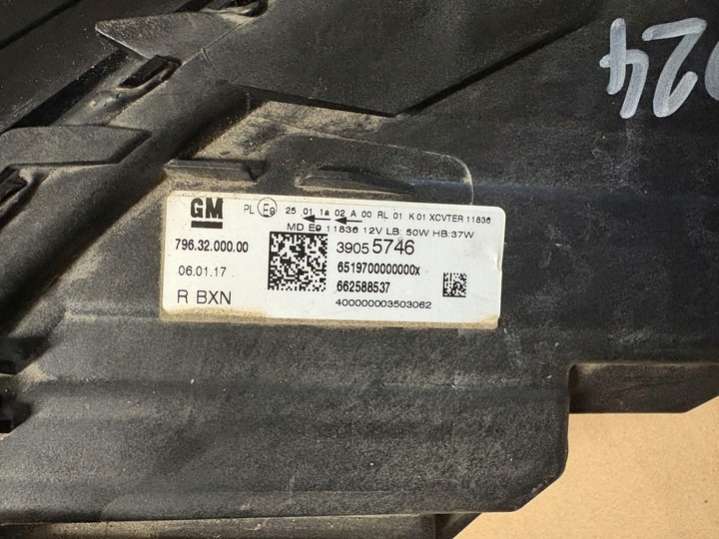 024
GM
PL E9 25 01 1a 02 A 00 RL 01 K 01 XCVTER 11836
MD E9 11836 12V LB: 50W HB:37W
796.32.000.00
39055746
06.01.17
6519700000000X
R BXN
662588537
400000003503062
R